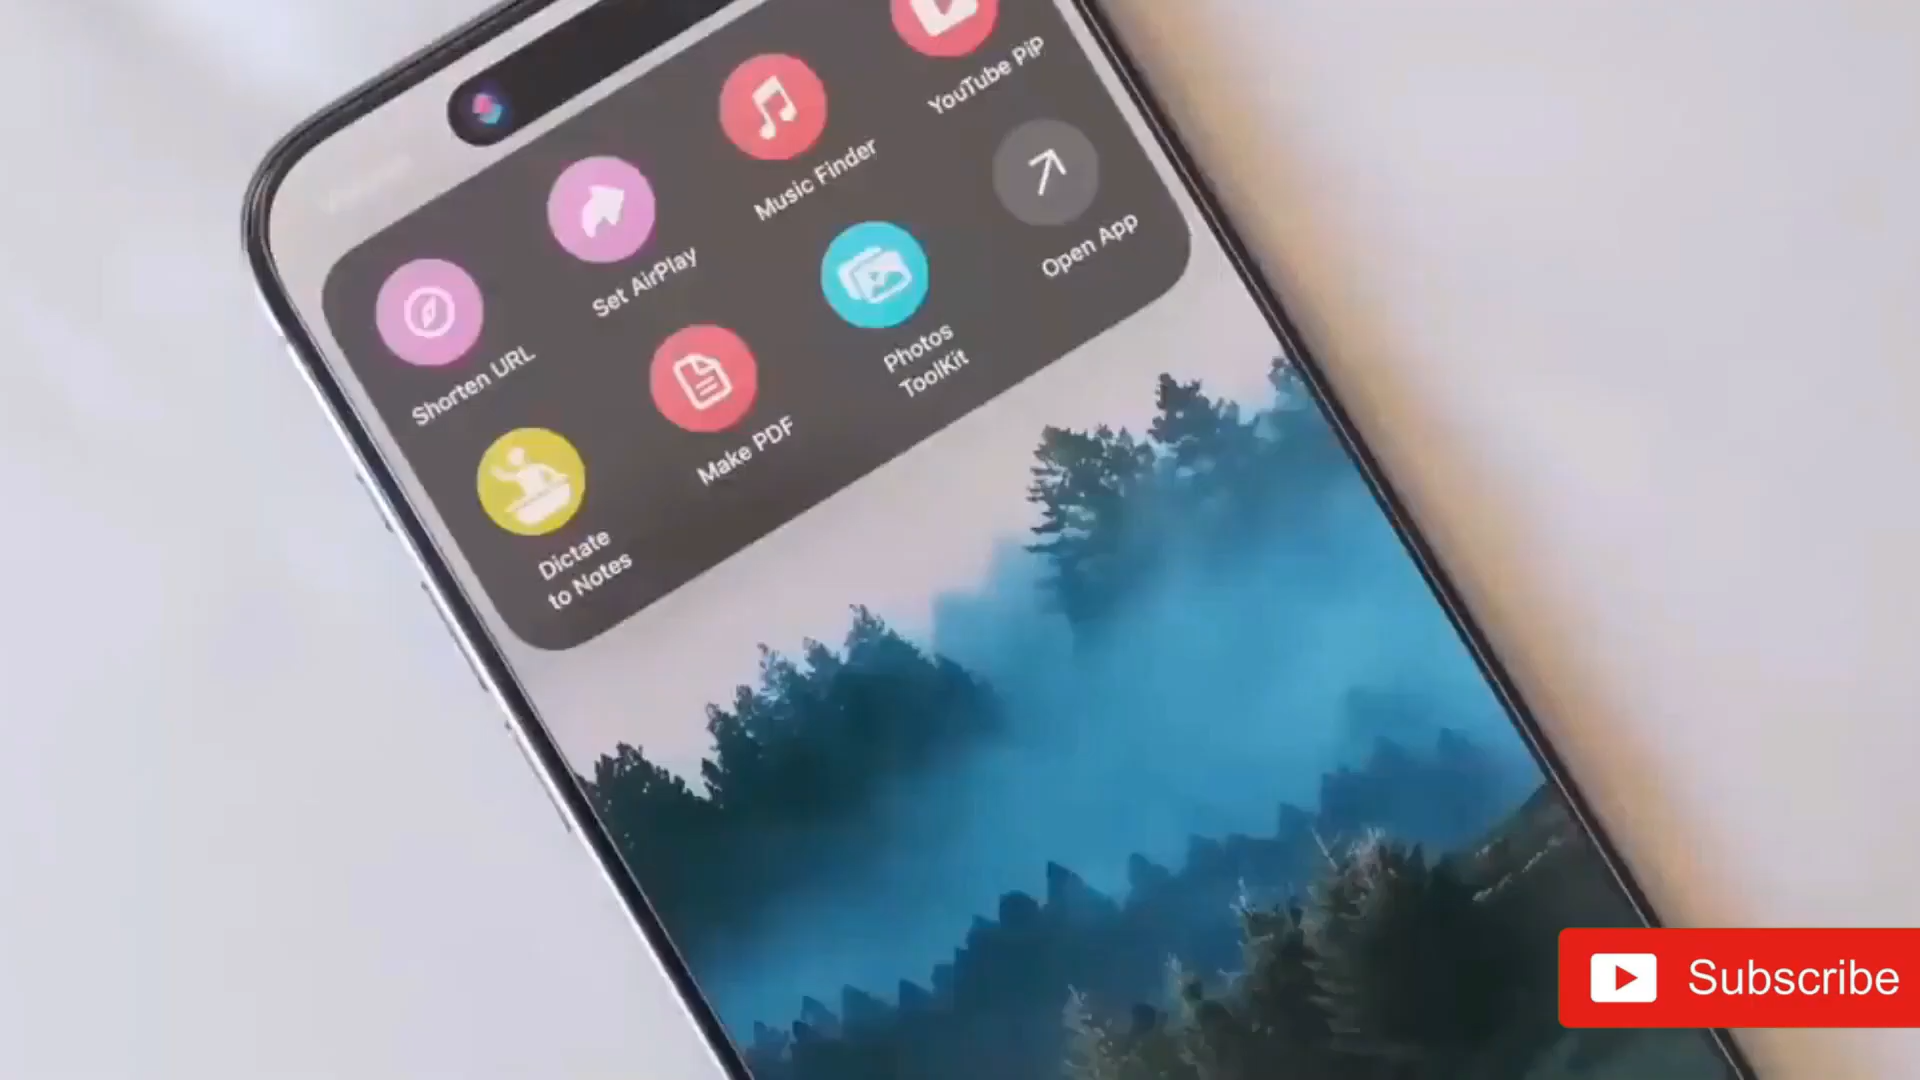 Shorten URL
Set AirPlay
Music Finder
YouTube PiP
Dictate
to Notes
Make PDF
Photos
ToolKit
Open App
Subscribe